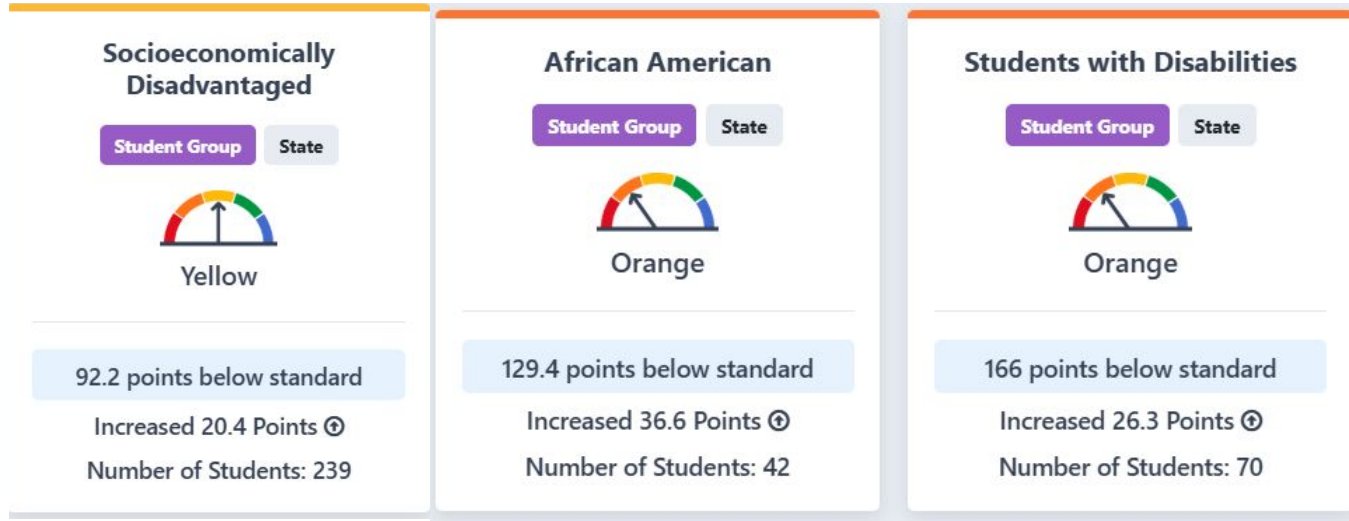 Socioeconomically
Disadvantaged
Student Group State
Yellow
92.2 points below standard
Increased 20.4 Points
Number of Students: 239
African American
Student Group State
Orange
129.4 points below standard
Increased 36.6 Points
Number of Students: 42
Students with Disabilities
Student Group State
Orange
166 points below standard
Increased 26.3 Points
Number of Students: 70